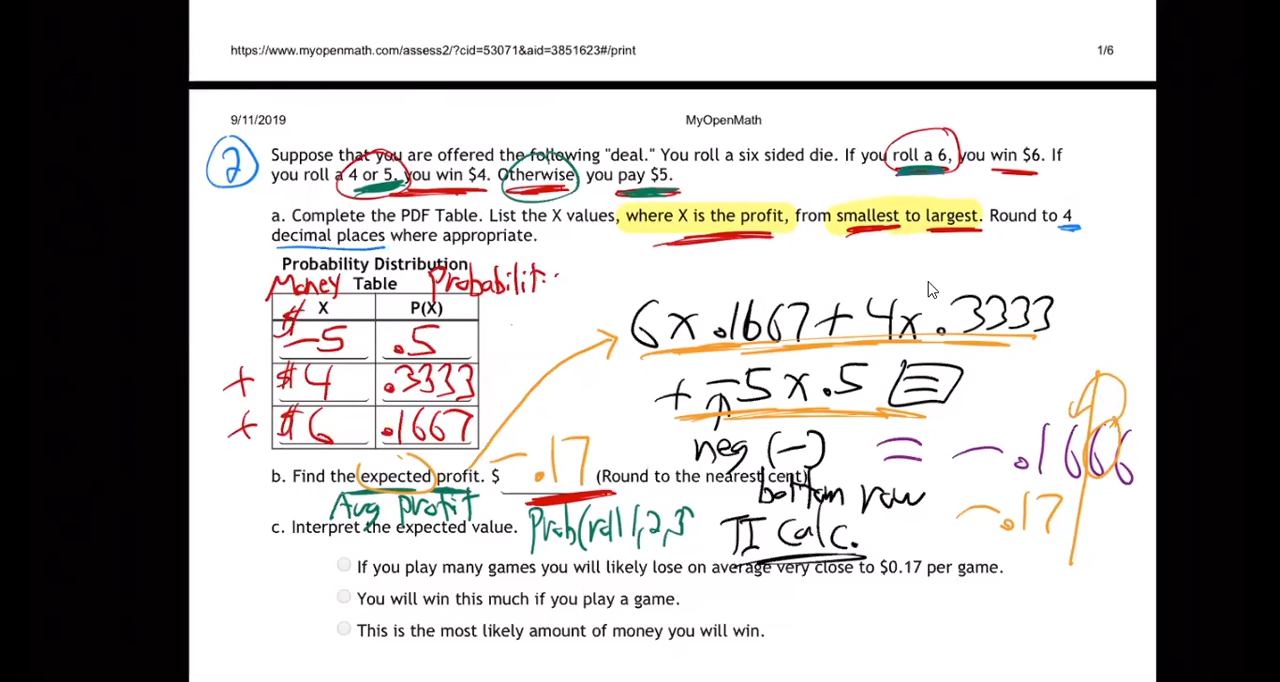 https://www.myopenmath.com/assess2/?cid=53071&aid=3851623#/print 1/6
9/11/2019 MyOpenMath
2
Suppose that you are offered the following "deal." You roll a six sided die. If you roll a 6, you win $6. If
you roll a 4 or 5, you win $4. Otherwise, you pay $5.
a. Complete the PDF Table. List the X values, where X is the profit, from smallest to largest. Round to 4
decimal places where appropriate.
Probability Distribution
Table
Money Probabilit
X P(X)
$ -5 .5
+ $4 .3333
+ $6 .1667
6x.1667+4x.3333
+ -5x.5 =
neg (-)
bottom row
TI Calc.
= -.1666
-.17
b. Find the expected profit. $ -.17 (Round to the nearest cent)
Avg profit
Prob(roll 1,2,3
c. Interpret the expected value.
If you play many games you will likely lose on average very close to $0.17 per game.
You will win this much if you play a game.
This is the most likely amount of money you will win.